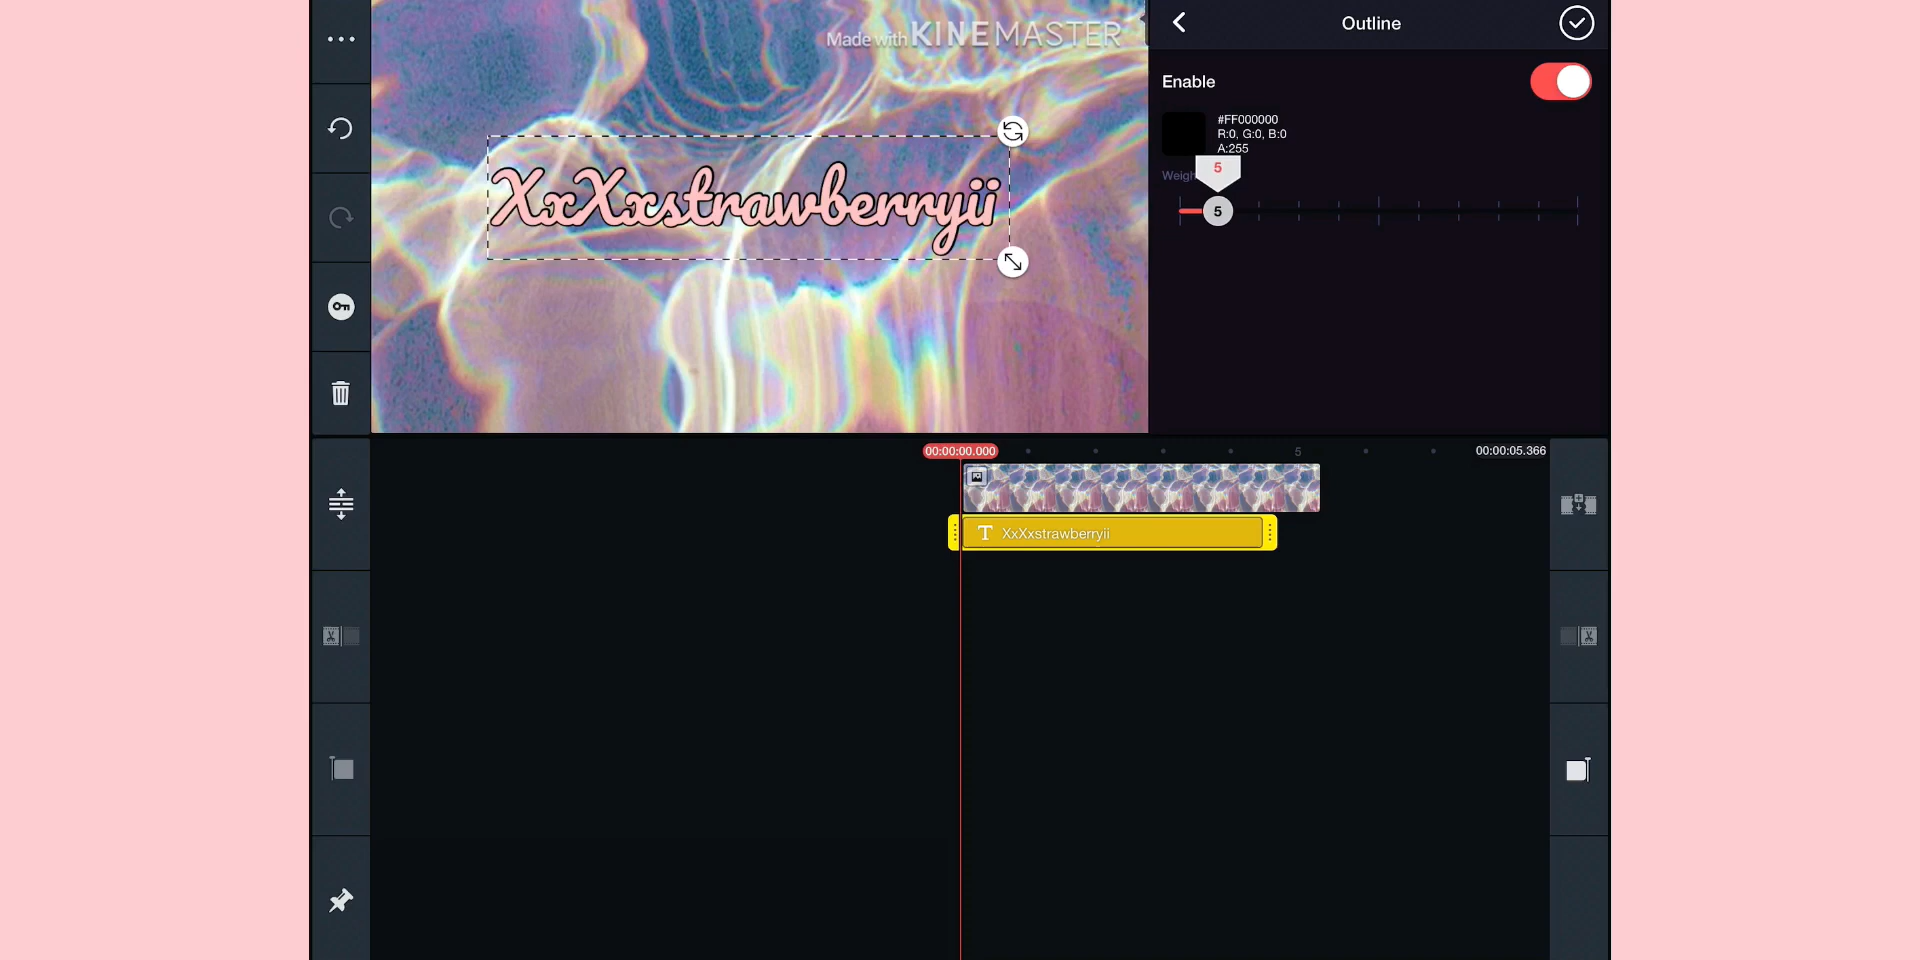 Made with KINEMASTER
Outline
Enable
#FF000000
R:0, G:0, B:0
A:255
5
Weigh
5
XxXxstrawberryii
00:00:00.000
5
00:00:05.366
T XxXxstrawberryii